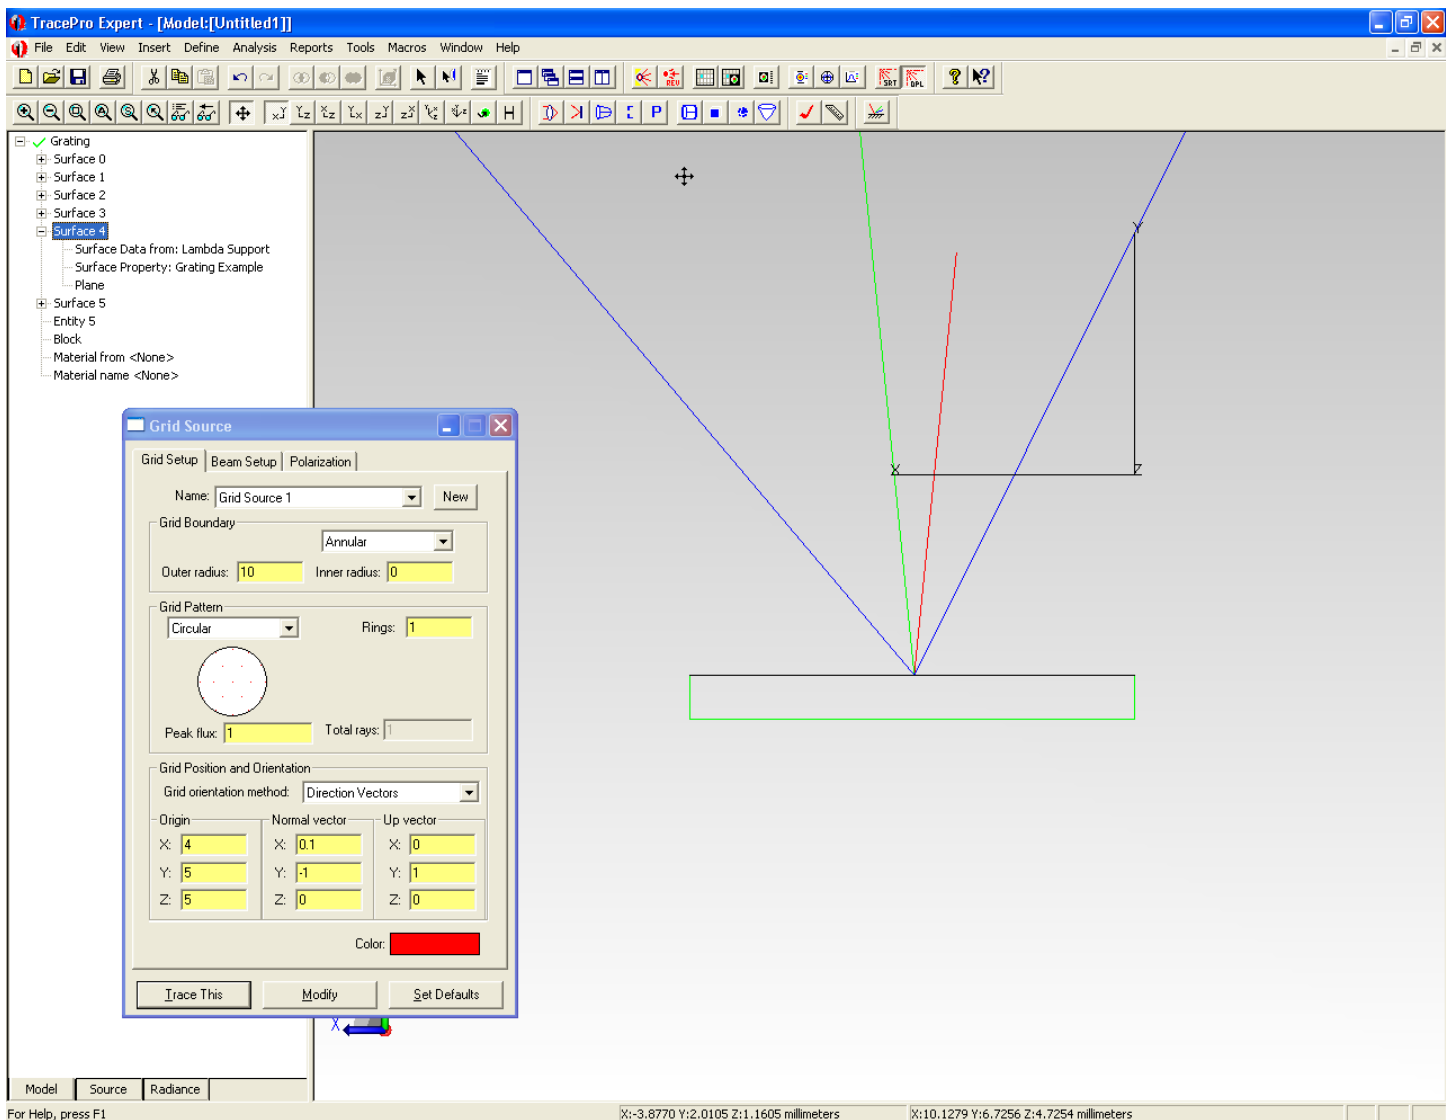 TracePro Expert - [Model:[Untitled1]]
File Edit View Insert Define Analysis Reports Tools Macros Window Help
Grating
Surface 0
Surface 1
Surface 2
Surface 3
Surface 4
Surface Data from: Lambda Support
Surface Property: Grating Example
Plane
Surface 5
Entity 5
Block
Material from <None>
Material name <None>
Y
X Z
Grid Source
Grid Setup Beam Setup Polarization
Name: Grid Source 1 New
Grid Boundary
Annular
Outer radius: 10 Inner radius: 0
Grid Pattern
Circular Rings: 1
Peak flux: 1 Total rays: 1
Grid Position and Orientation
Grid orientation method: Direction Vectors
Origin Normal vector Up vector
X: 4 X: 0.1 X: 0
Y: 5 Y: -1 Y: 1
Z: 5 Z: 0 Z: 0
Color:
Trace This Modify Set Defaults
X
Model Source Radiance
For Help, press F1 X:-3.8770 Y:2.0105 Z:1.1605 millimeters X:10.1279 Y:6.7256 Z:4.7254 millimeters